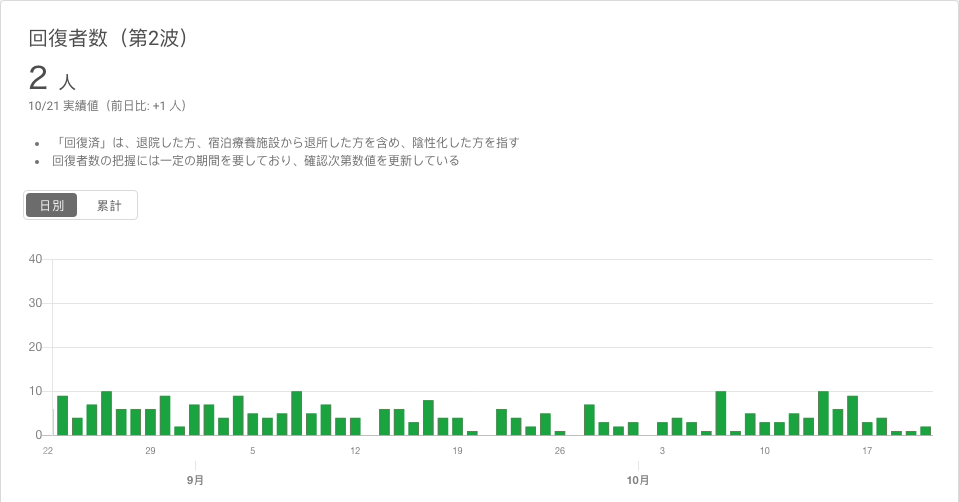 回復者数（第2波）
2 人
10/21 実績値（前日比: +1 人）
「回復済」は、退院した方、宿泊療養施設から退所した方を含め、陰性化した方を指す
回復者数の把握には一定の期間を要しており、確認次第数値を更新している
日別 累計
40
30
20
10
0
22 29 5 12 19 26 3 10 17
9月 10月